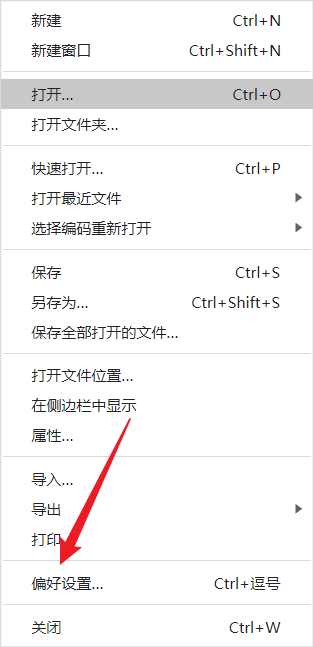 新建 Ctrl+N
新建窗口 Ctrl+Shift+N
打开... Ctrl+O
打开文件夹...
快速打开... Ctrl+P
打开最近文件
选择编码重新打开
保存 Ctrl+S
另存为... Ctrl+Shift+S
保存全部打开的文件...
打开文件位置...
在侧边栏中显示
属性...
导入...
导出
打印
偏好设置... Ctrl+逗号
关闭 Ctrl+W